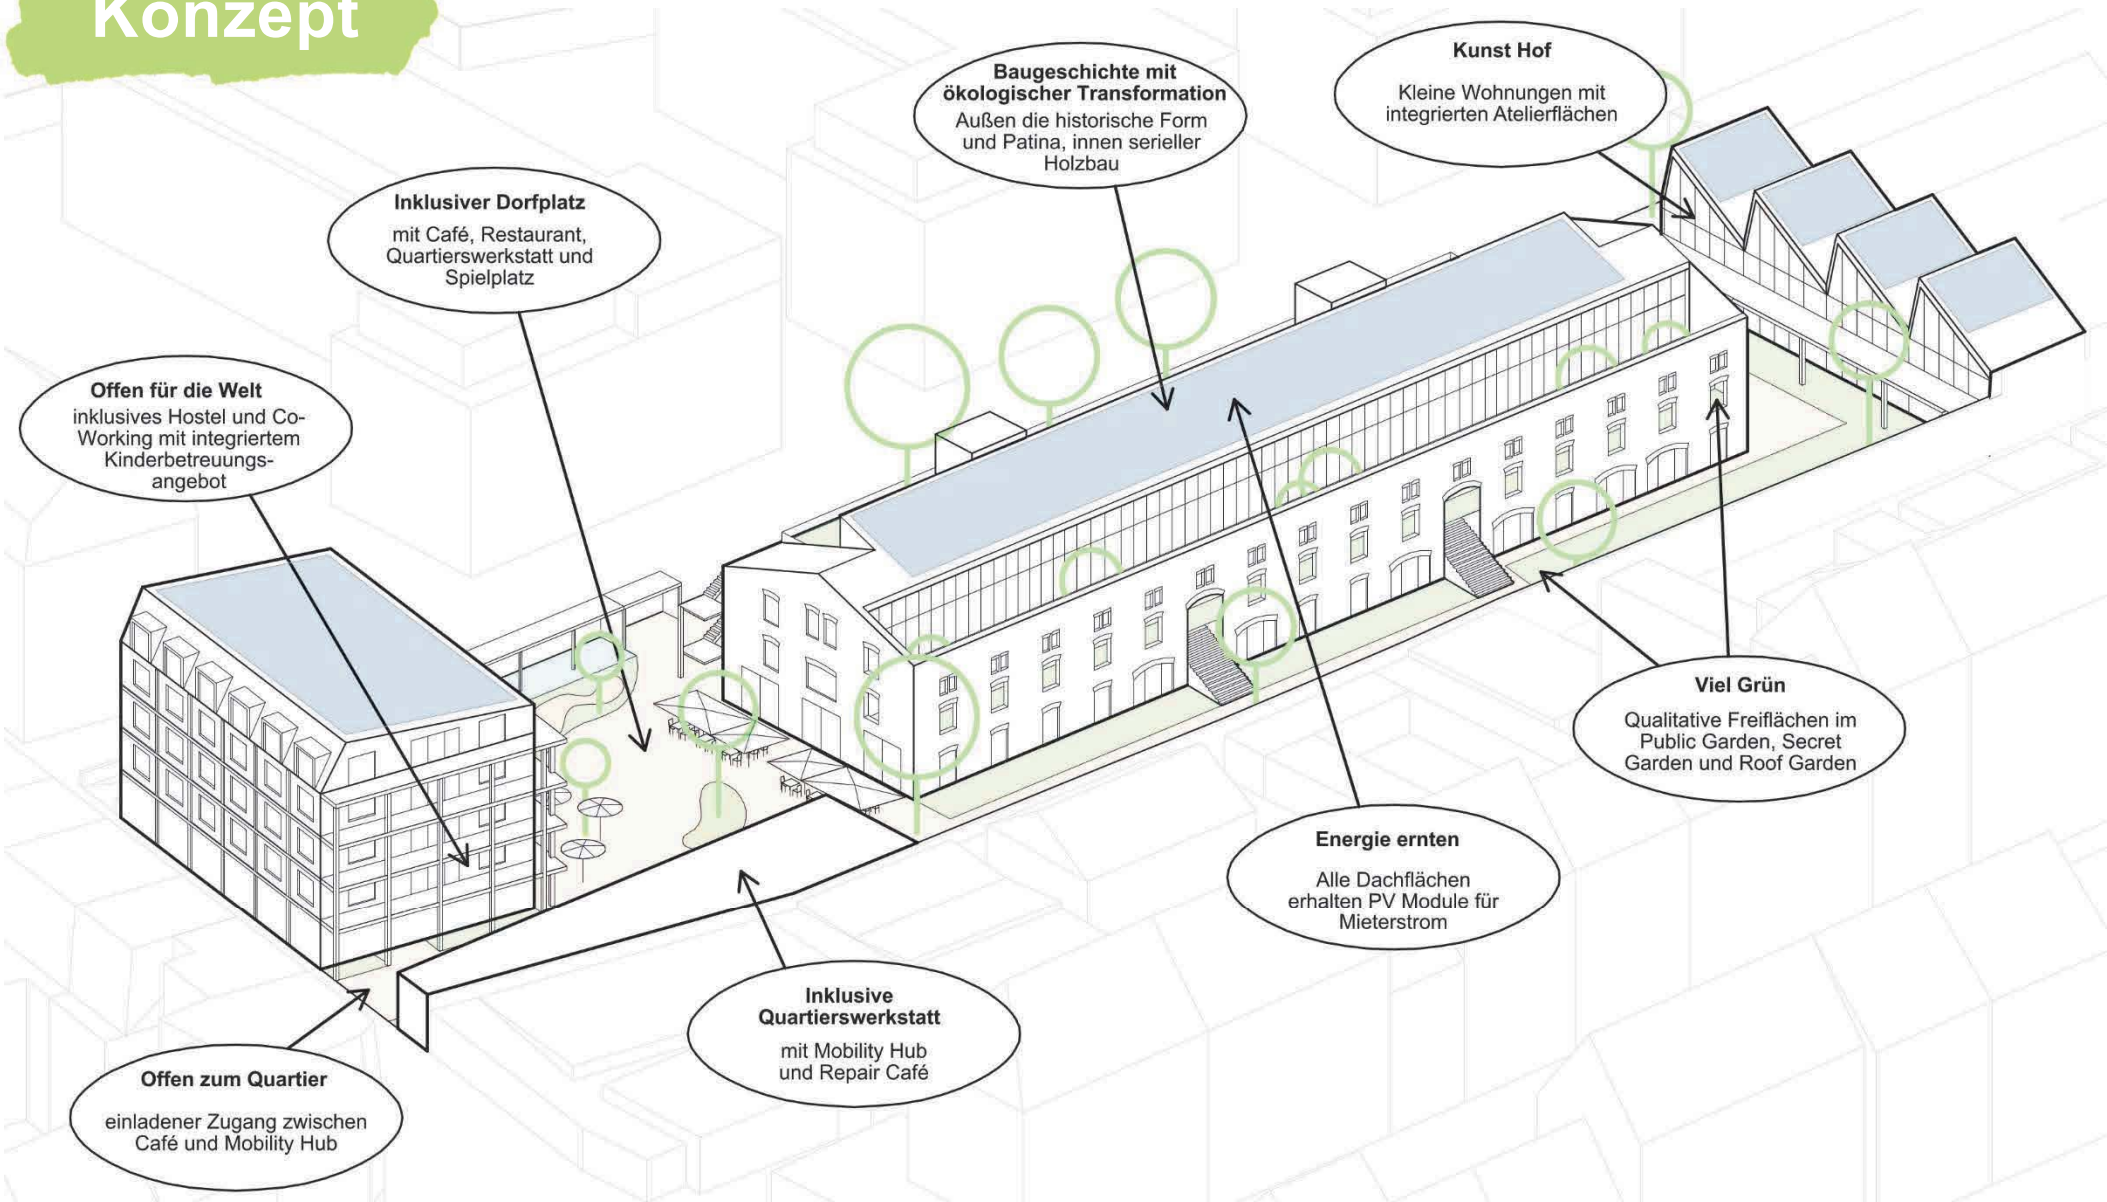 Konzept
Kunst Hof
Kleine Wohnungen mit
integrierten Atelierflächen
Baugeschichte mit
ökologischer Transformation
Außen die historische Form
und Patina, innen serieller
Holzbau
Inklusiver Dorfplatz
mit Café, Restaurant,
Quartierswerkstatt und
Spielplatz
Offen für die Welt
inklusives Hostel und Co-
Working mit integriertem
Kinderbetreuungs-
angebot
Viel Grün
Qualitative Freiflächen im
Public Garden, Secret
Garden und Roof Garden
Energie ernten
Alle Dachflächen
erhalten PV Module für
Mieterstrom
Inklusive
Quartierswerkstatt
mit Mobility Hub
und Repair Café
Offen zum Quartier
einladener Zugang zwischen
Café und Mobility Hub